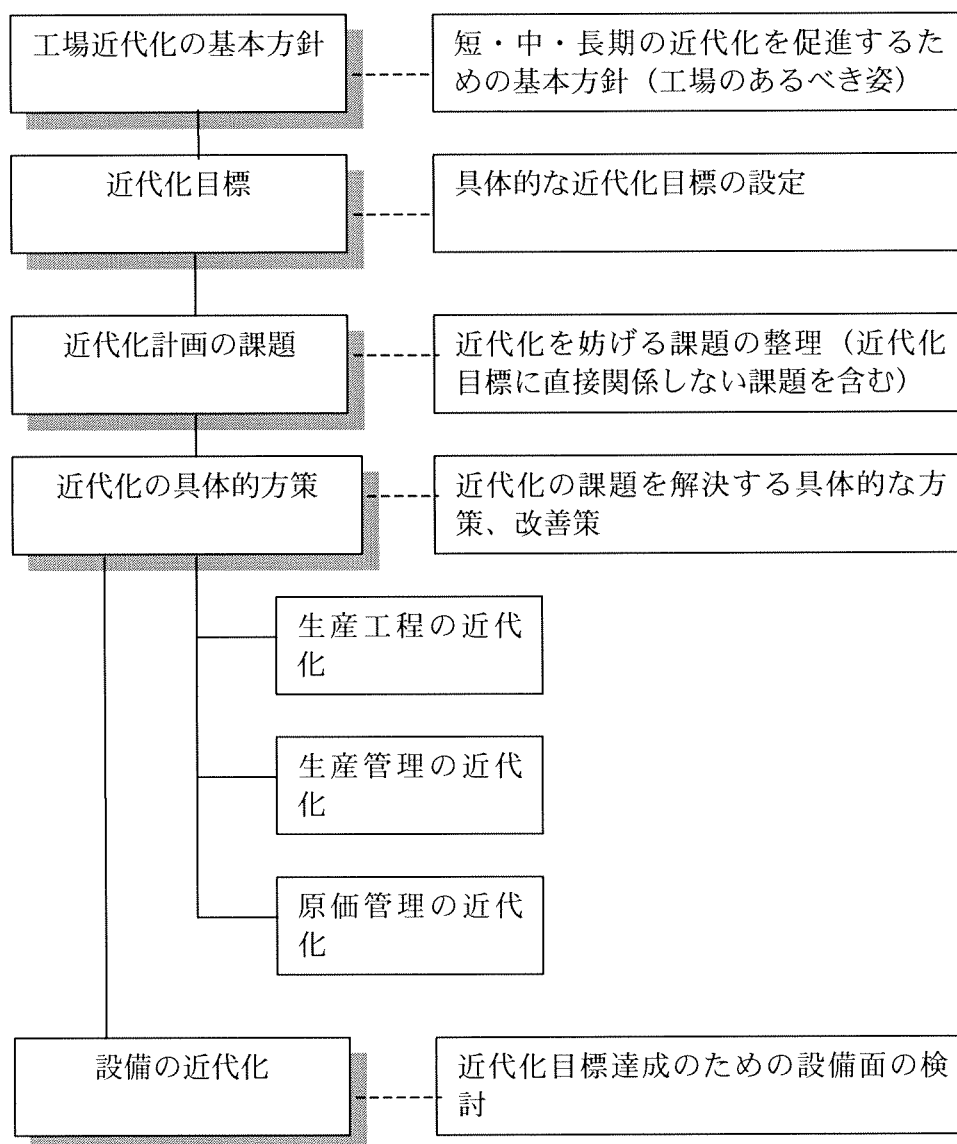 工場近代化の基本方針
短・中・長期の近代化を促進するた
めの基本方針（工場のあるべき姿）
近代化目標
具体的な近代化目標の設定
近代化計画の課題
近代化を妨げる課題の整理（近代化
目標に直接関係しない課題を含む）
近代化の具体的方策
近代化の課題を解決する具体的な方
策、改善策
生産工程の近代
化
生産管理の近代
化
原価管理の近代
化
設備の近代化
近代化目標達成のための設備面の検
討